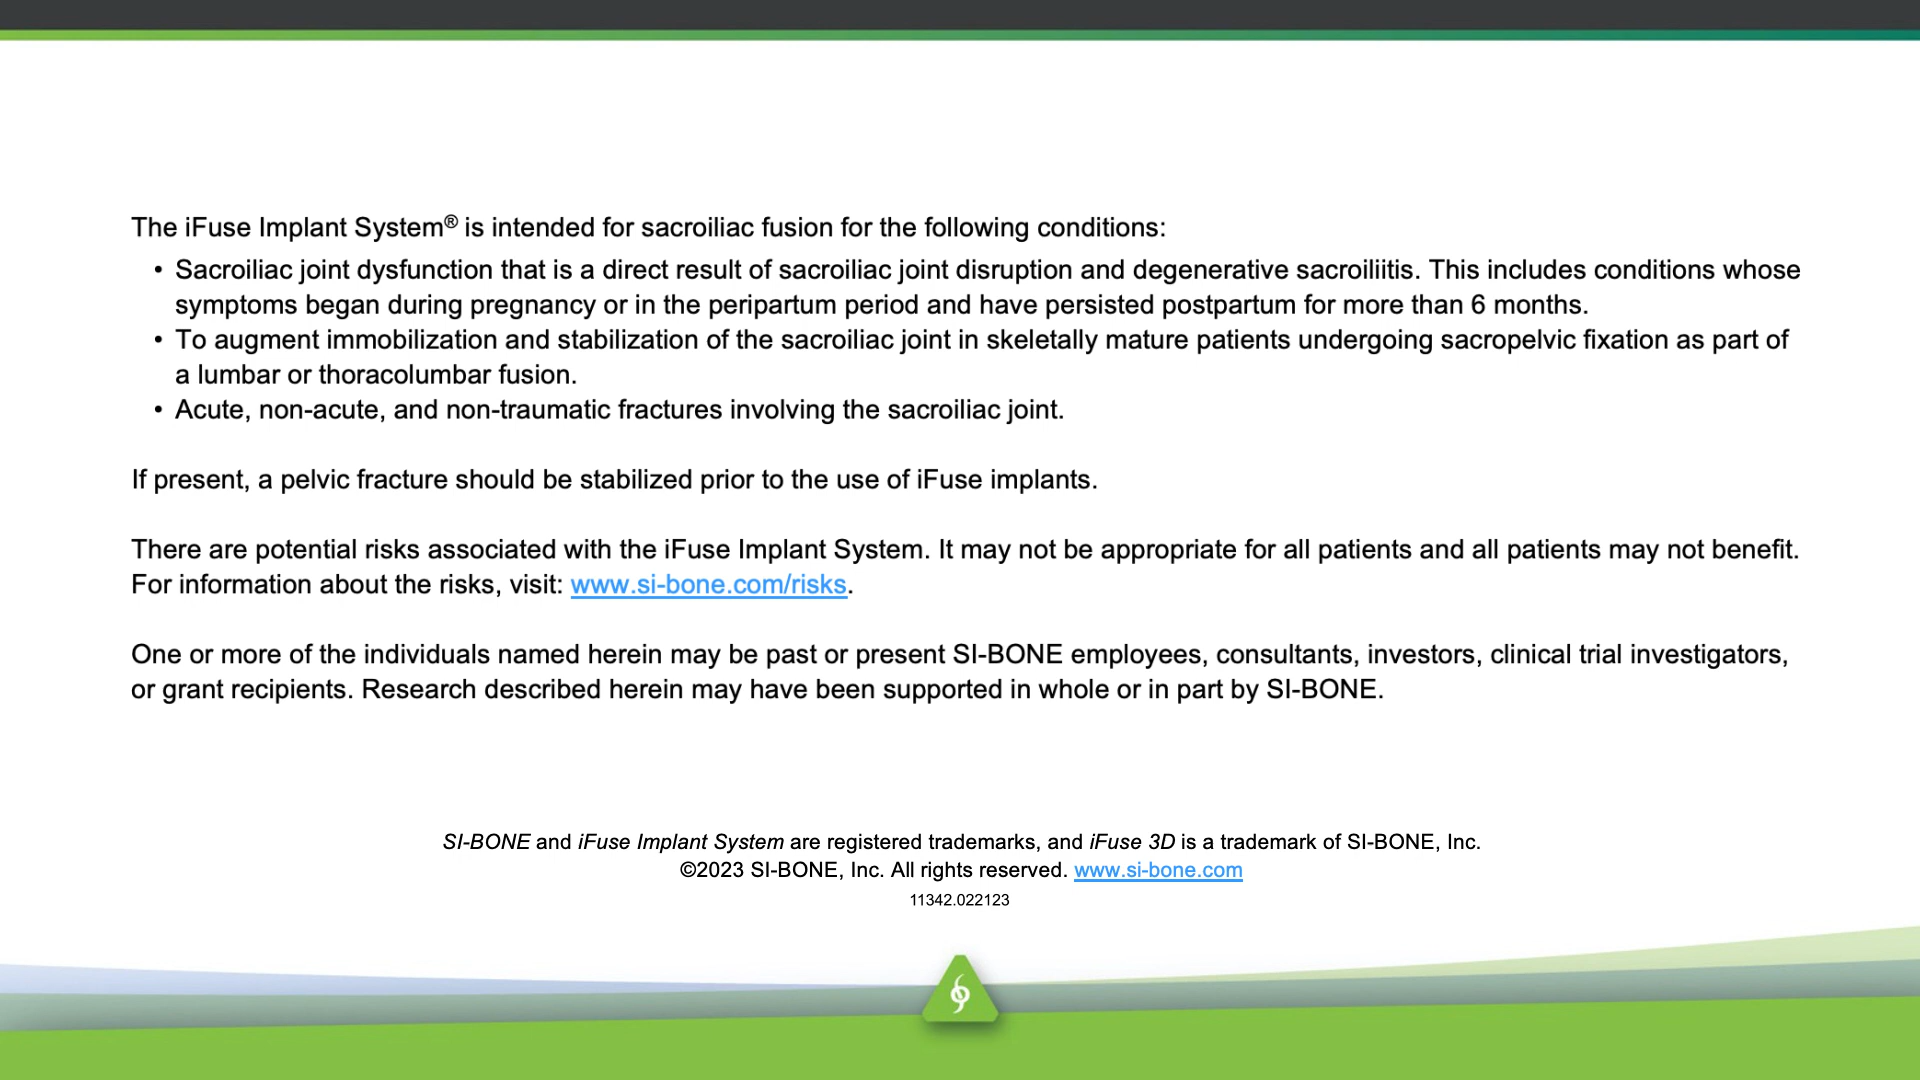 The iFuse Implant System® is intended for sacroiliac fusion for the following conditions:
• Sacroiliac joint dysfunction that is a direct result of sacroiliac joint disruption and degenerative sacroiliitis. This includes conditions whose
symptoms began during pregnancy or in the peripartum period and have persisted postpartum for more than 6 months.
• To augment immobilization and stabilization of the sacroiliac joint in skeletally mature patients undergoing sacropelvic fixation as part of
a lumbar or thoracolumbar fusion.
• Acute, non-acute, and non-traumatic fractures involving the sacroiliac joint.
If present, a pelvic fracture should be stabilized prior to the use of iFuse implants.
There are potential risks associated with the iFuse Implant System. It may not be appropriate for all patients and all patients may not benefit.
For information about the risks, visit: www.si-bone.com/risks.
One or more of the individuals named herein may be past or present SI-BONE employees, consultants, investors, clinical trial investigators,
or grant recipients. Research described herein may have been supported in whole or in part by SI-BONE.
SI-BONE and iFuse Implant System are registered trademarks, and iFuse 3D is a trademark of SI-BONE, Inc.
©2023 SI-BONE, Inc. All rights reserved. www.si-bone.com
11342.022123